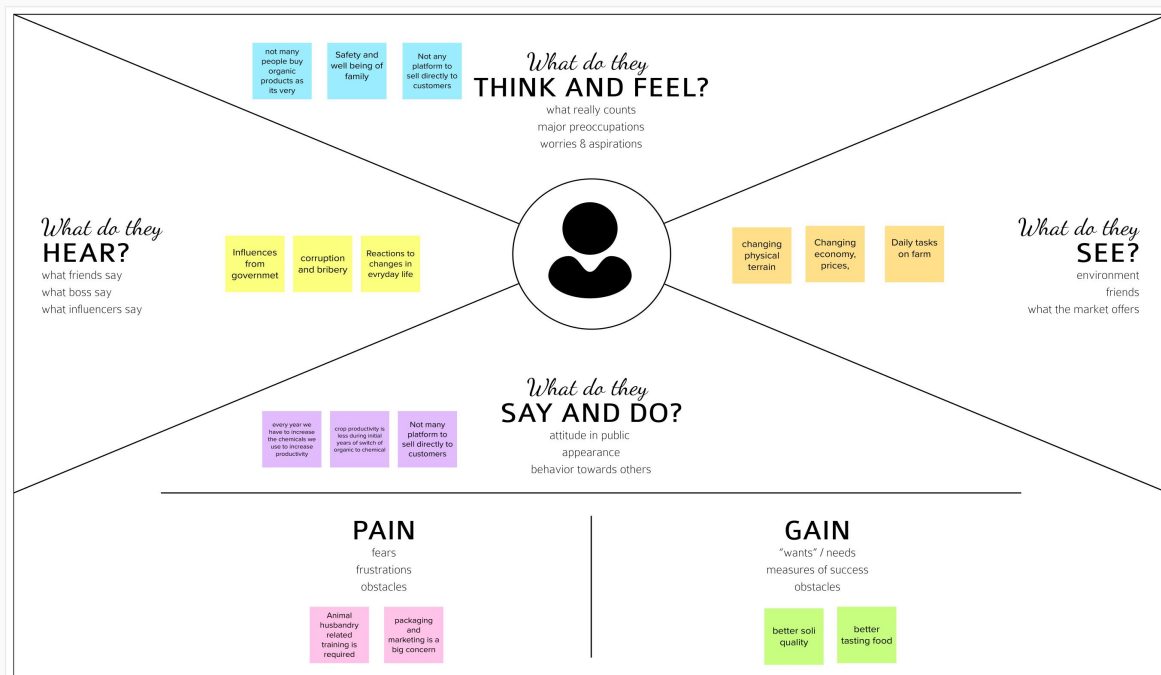 not many
people buy
organic
products as
its very
Safety and
well being of
family
Not any
platform to
sell directly to
customers
What do they
THINK AND FEEL?
what really counts
major preoccupations
worries & aspirations
What do they
HEAR?
what friends say
what boss say
what influencers say
Influences
from
governmet
corruption
and bribery
Reactions to
changes in
evryday life
changing
physical
terrain
Changing
economy,
prices,
Daily tasks
on farm
What do they
SEE?
environment
friends
what the market offers
What do they
SAY AND DO?
attitude in public
appearance
behavior towards others
every year we
have to increase
the chemicals we
use to increase
productivity
crop productivity is
less during initial
years of switch of
organic to chemical
Not many
platform to
sell directly to
customers
PAIN
fears
frustrations
obstacles
Animal
husbandry
related
training is
required
packaging
and
marketing is a
big concern
GAIN
"wants" / needs
measures of success
obstacles
better soli
quality
better
tasting food